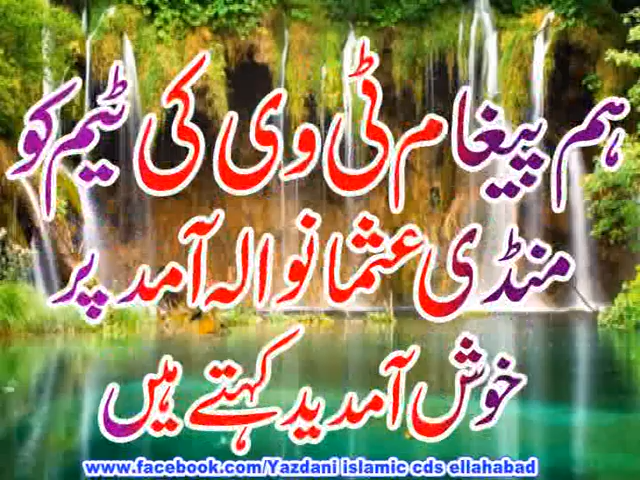 ہم پیغام ٹی وی کی ٹیم کو
منڈی عثمانوالہ آمد پر
خوش آمدید کہتے ہیں
www.facebook.com/Yazdani islamic cds ellahabad